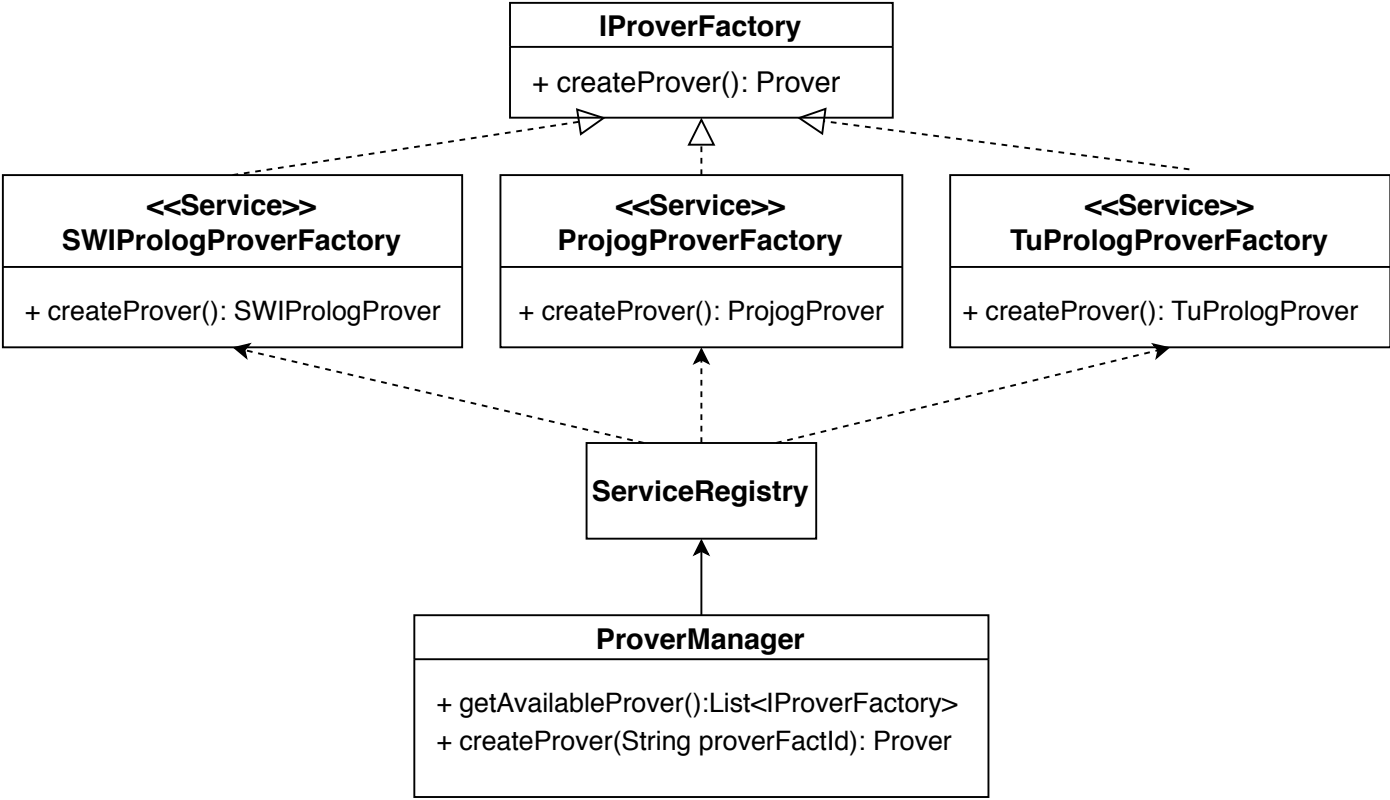 IProverFactory
+ createProver(): Prover
<<Service>>
SWIPrologProverFactory
+ createProver(): SWIPrologProver
<<Service>>
ProjogProverFactory
+ createProver(): ProjogProver
<<Service>>
TuPrologProverFactory
+ createProver(): TuPrologProver
ServiceRegistry
ProverManager
+ getAvailableProver():List<IProverFactory>
+ createProver(String proverFactId): Prover